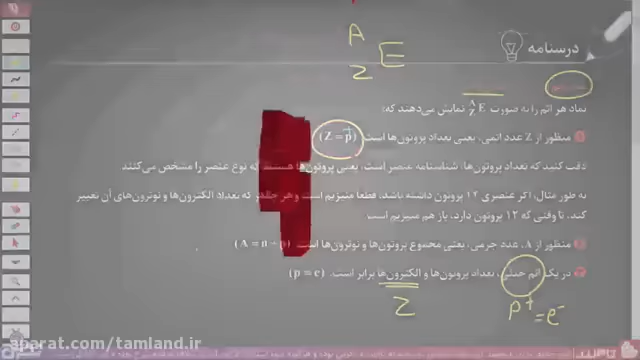 A
Z E
درسنامه
نماد هر اتم را به صورت A Z E نمایش می‌دهند که:
منظور از Z عدد اتمی، یعنی تعداد پروتون‌ها است. (Z = p)
دقت کنید که تعداد پروتون‌ها، شناسنامه عنصر است، یعنی پروتون‌ها هستند که نوع عنصر را مشخص می‌کنند
به طور مثال، اگر عنصری ۱۲ پروتون داشته باشد، قطعاً منیزیم است و هر چقدر که تعداد الکترون‌ها و نوترون‌های آن تغییر
کند، تا وقتی که ۱۲ پروتون دارد، باز هم منیزیم است
منظور از A، عدد جرمی، یعنی مجموع پروتون‌ها و نوترون‌ها است. (A = n + p)
در یک اتم خنثی، تعداد پروتون‌ها و الکترون‌ها برابر است. (p = e)
Z
p+ = e-
aparat.com/tamland.ir